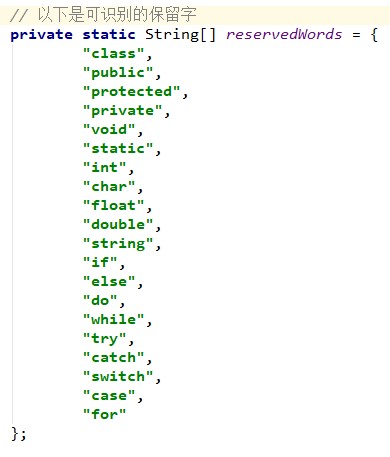 // 以下是可识别的保留字
private static String[] reservedWords = {
"class",
"public",
"protected",
"private",
"void",
"static",
"int",
"char",
"float",
"double",
"string",
"if",
"else",
"do",
"while",
"try",
"catch",
"switch",
"case",
"for"
};